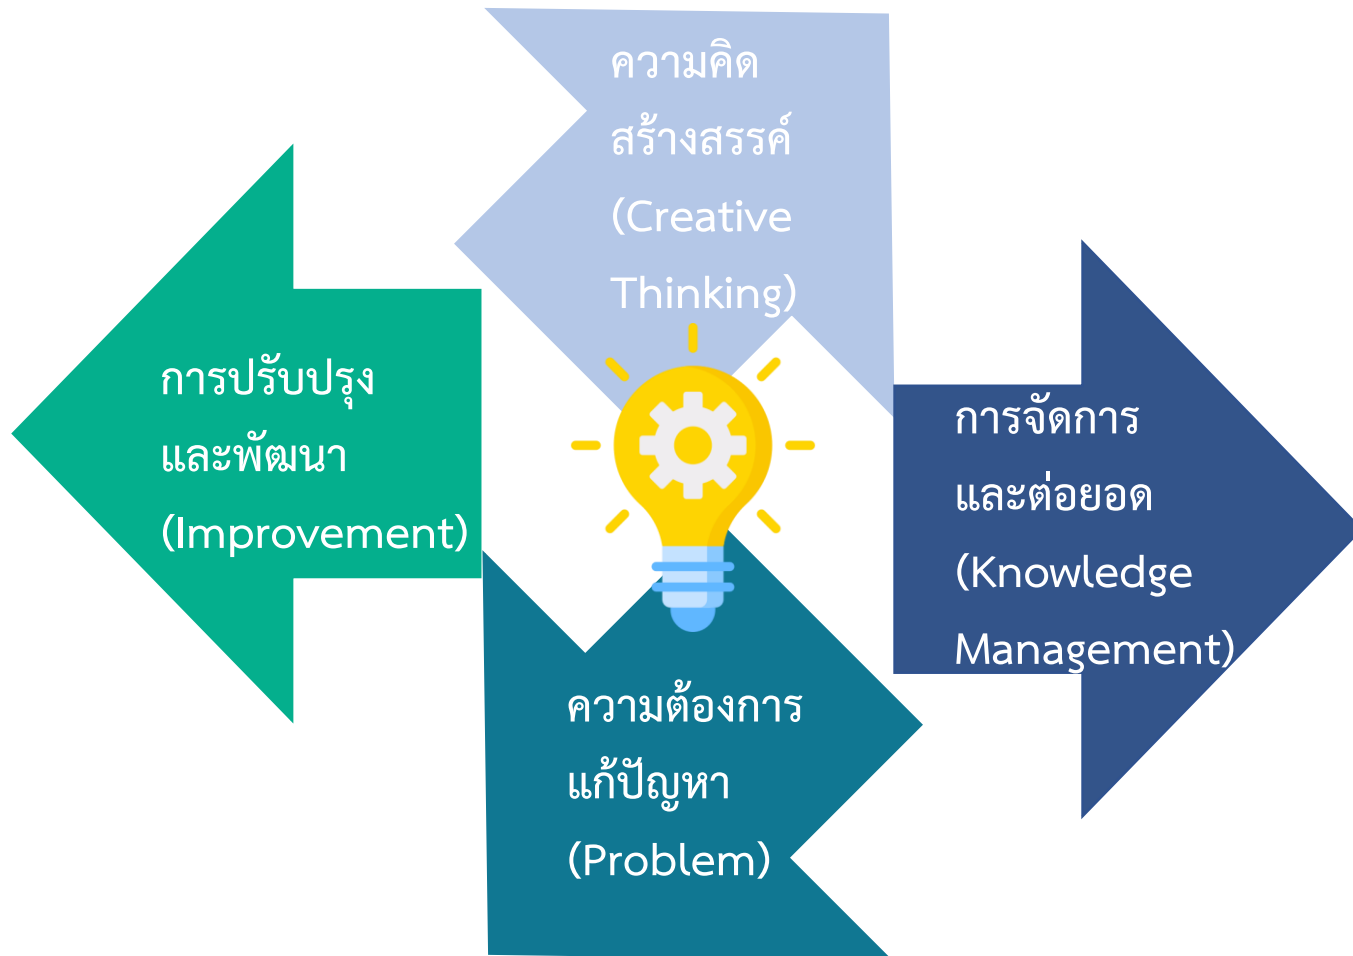 ความคิด
สร้างสรรค์
(Creative
Thinking)
การปรับปรุง
และพัฒนา
(Improvement)
การจัดการ
และต่อยอด
(Knowledge
Management)
ความต้องการ
แก้ปัญหา
(Problem)